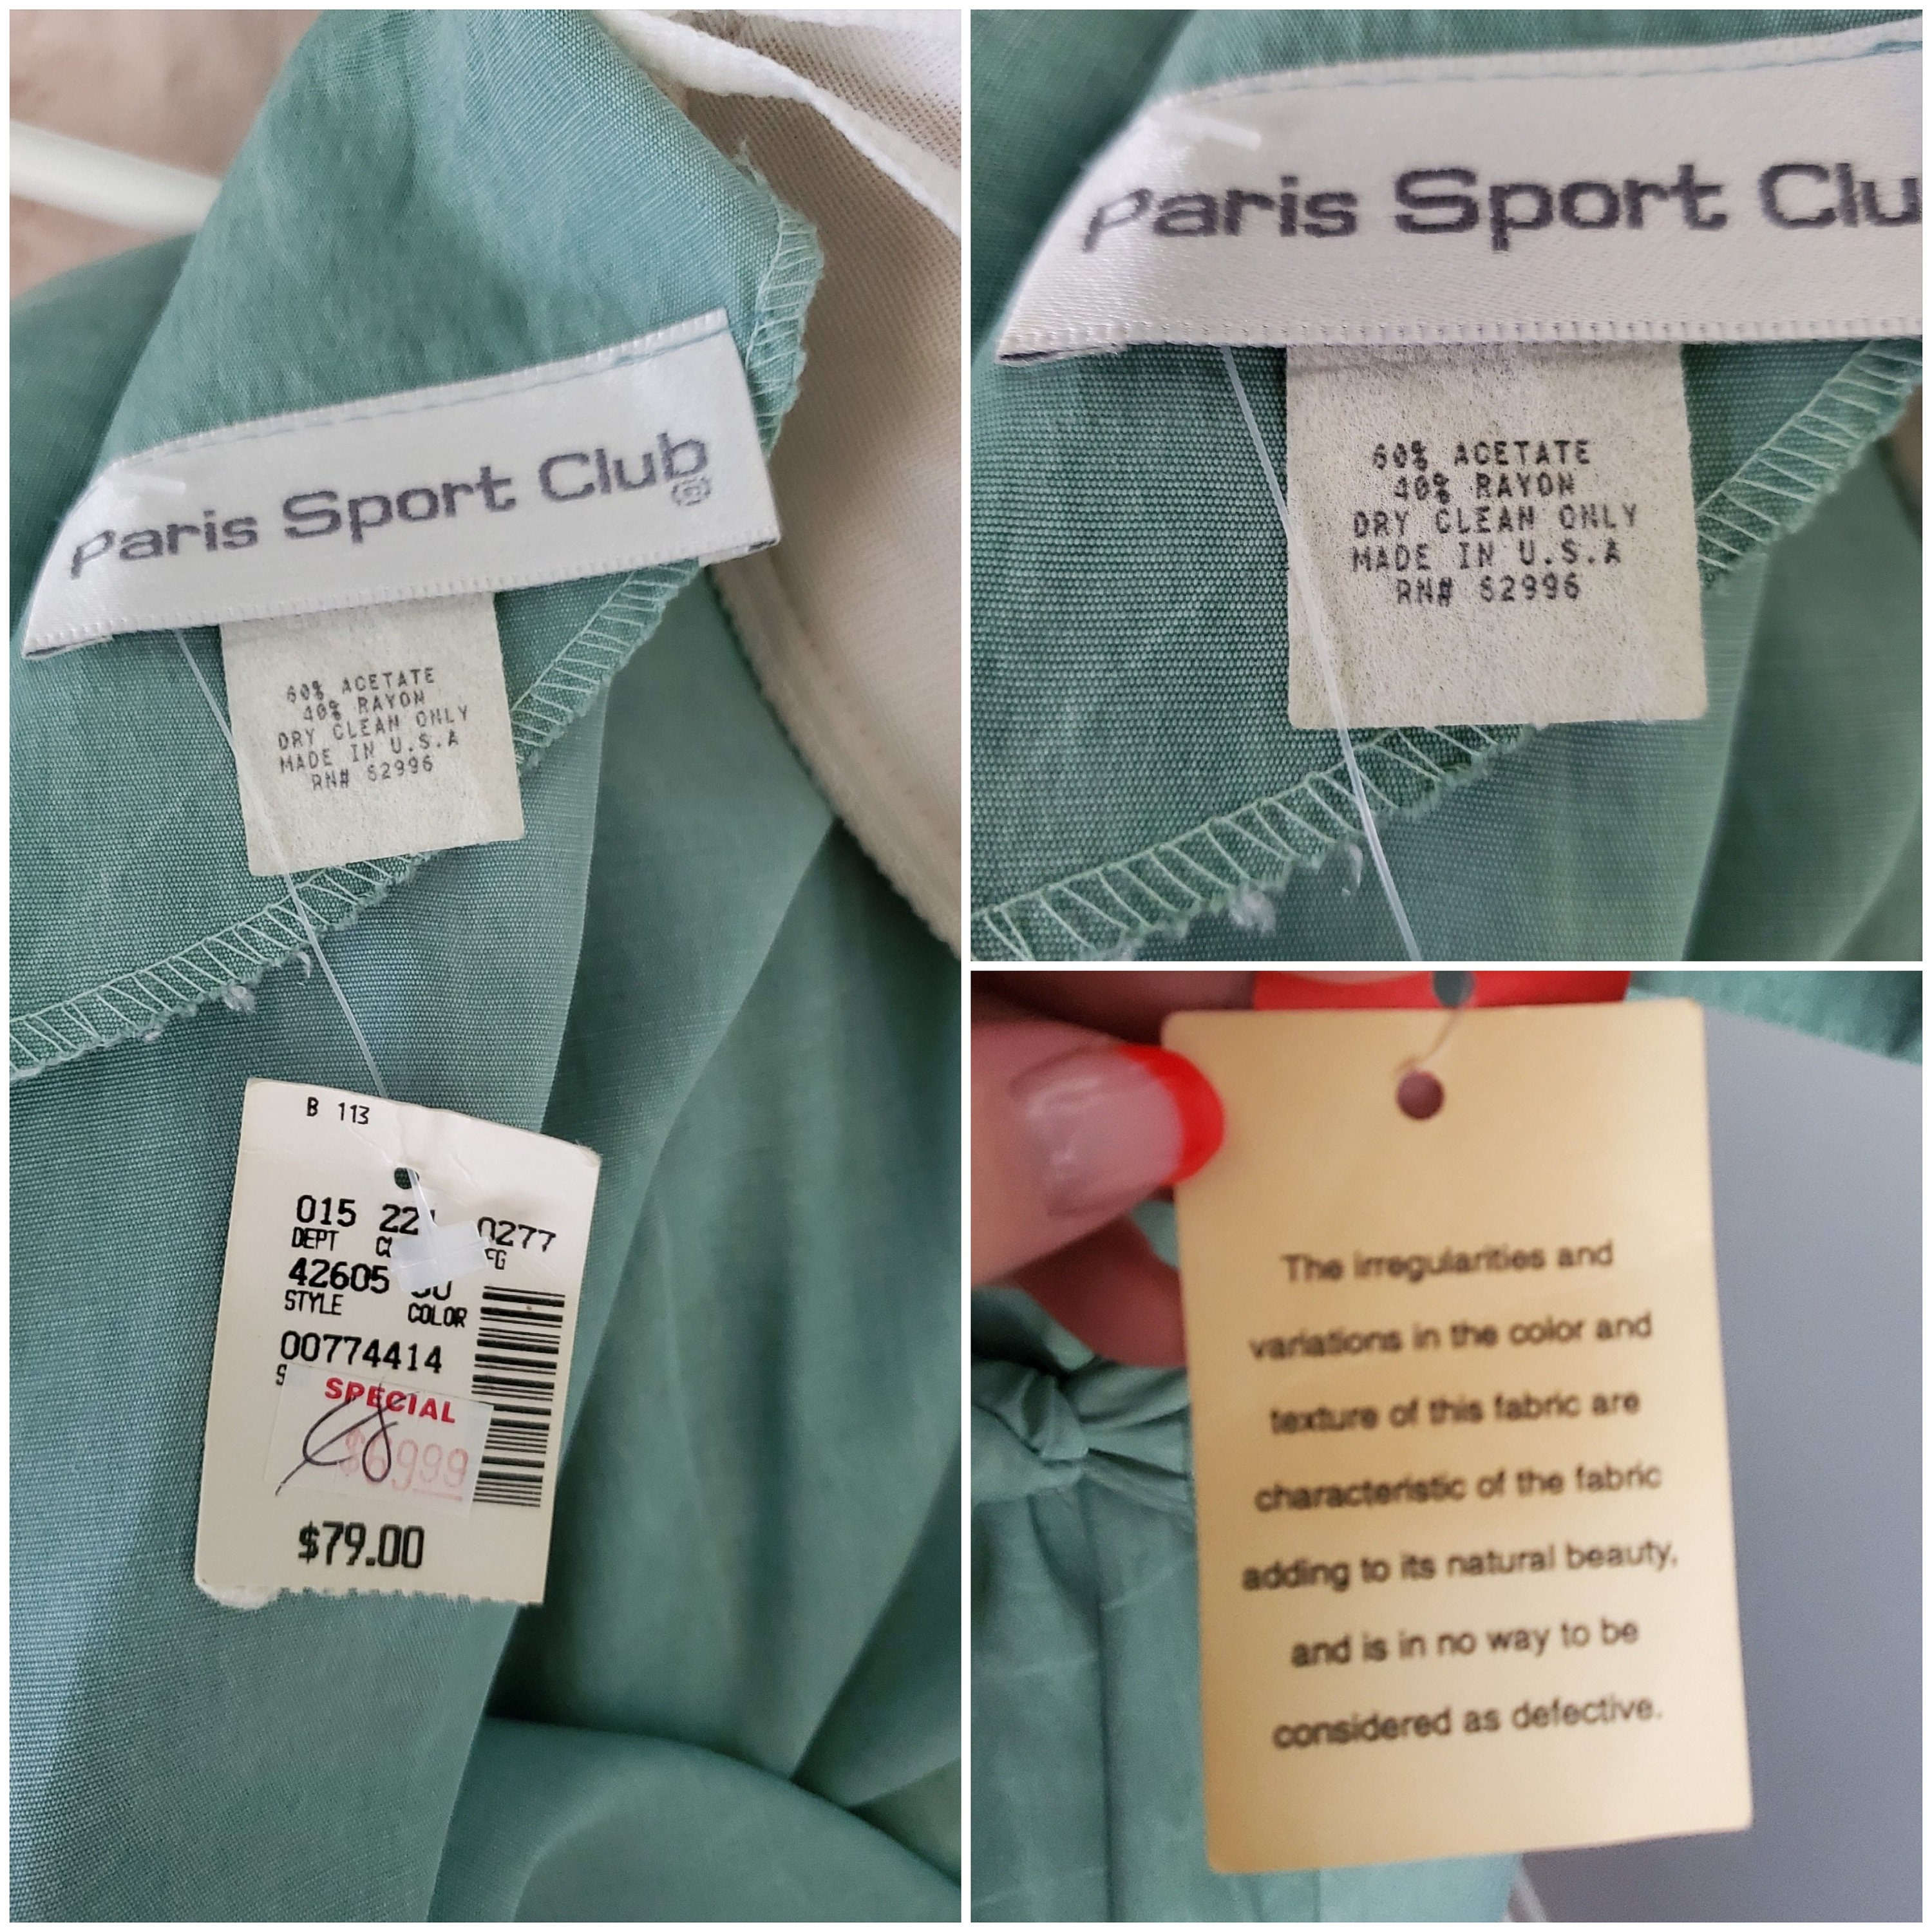 Paris Sport Club
®
60% ACETATE
40% RAYON
DRY CLEAN ONLY
MADE IN U.S.A
RN# 62996
B 113
015 22 0277
DEPT
42605
STYLE COLOR
00774414
SPECIAL
$6999
$79.00
Paris Sport Clu
60% ACETATE
40% RAYON
DRY CLEAN ONLY
MADE IN U.S.A
RN# 62996
The irregularities and
variations in the color and
texture of this fabric are
characteristic of the fabric
adding to its natural beauty,
and is in no way to be
considered as defective.